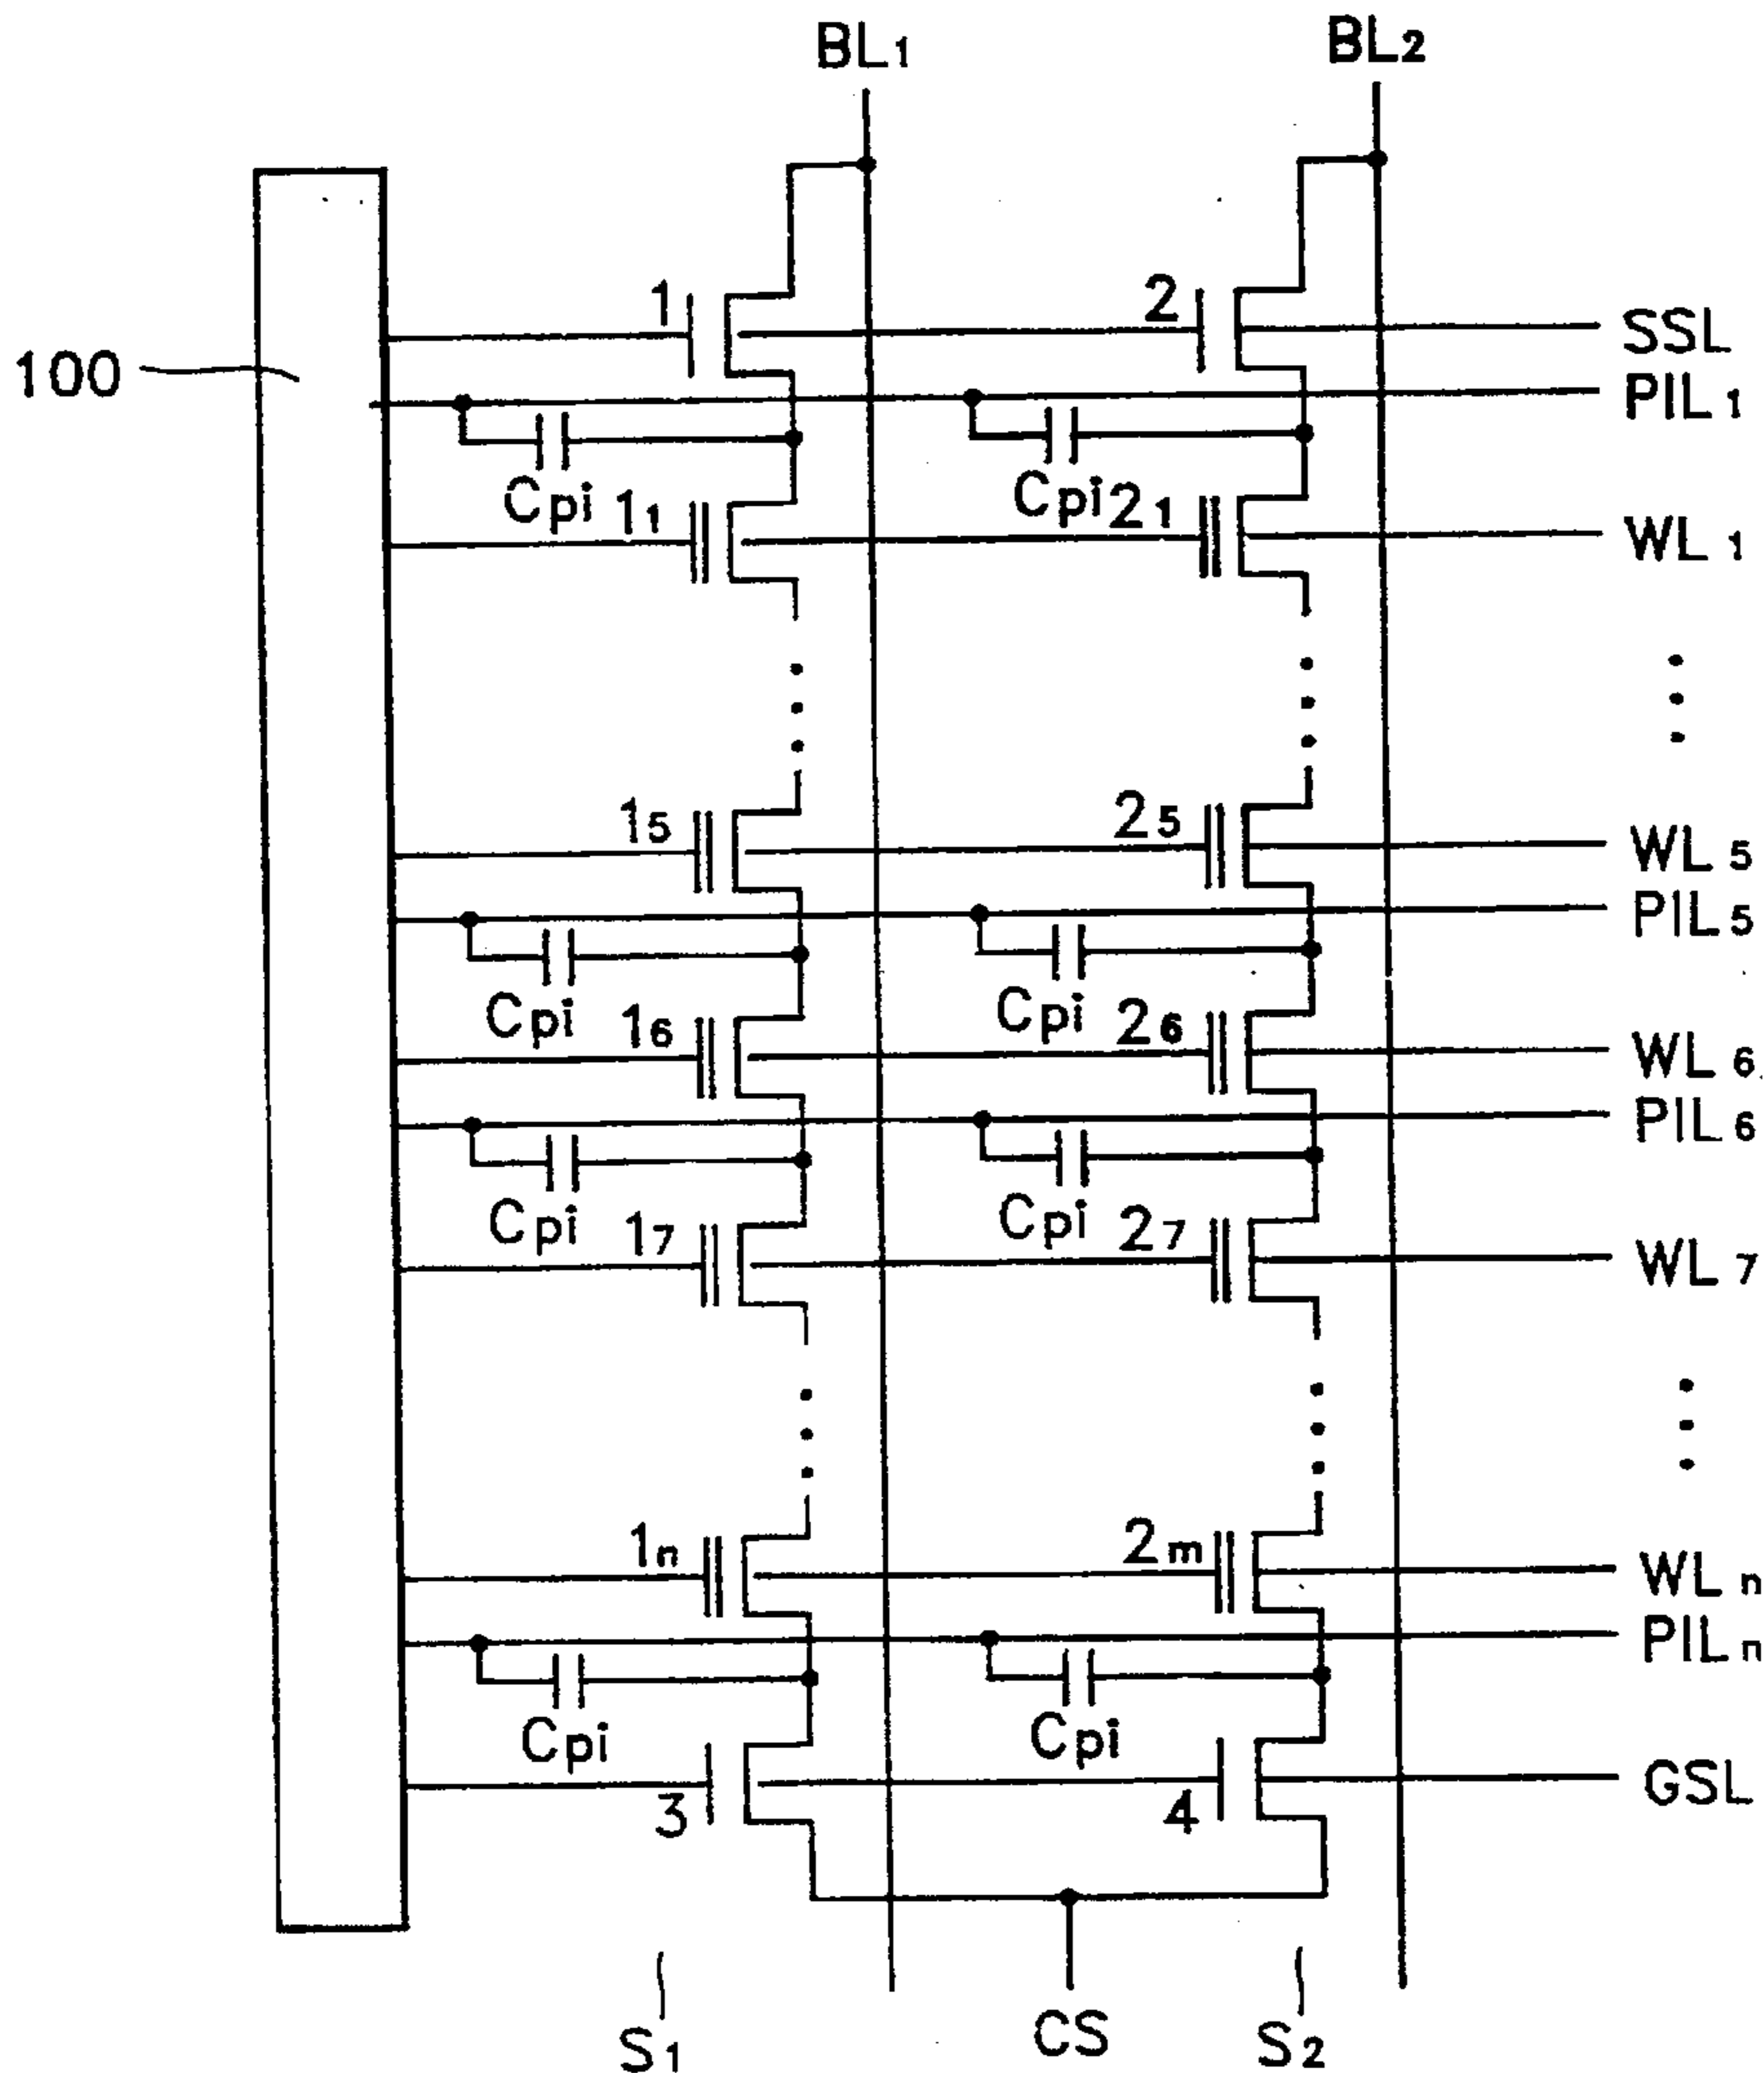 BL1 BL2
1 2 SSL
100 PIL1
Cpi 11 Cpi 21 WL1
15 25 WL5
PIL5
Cpi 16 Cpi 26 WL6
PIL6
Cpi 17 Cpi 27 WL7
1n 2m WLn
PILn
Cpi Cpi
3 4 GSL
S1 CS S2